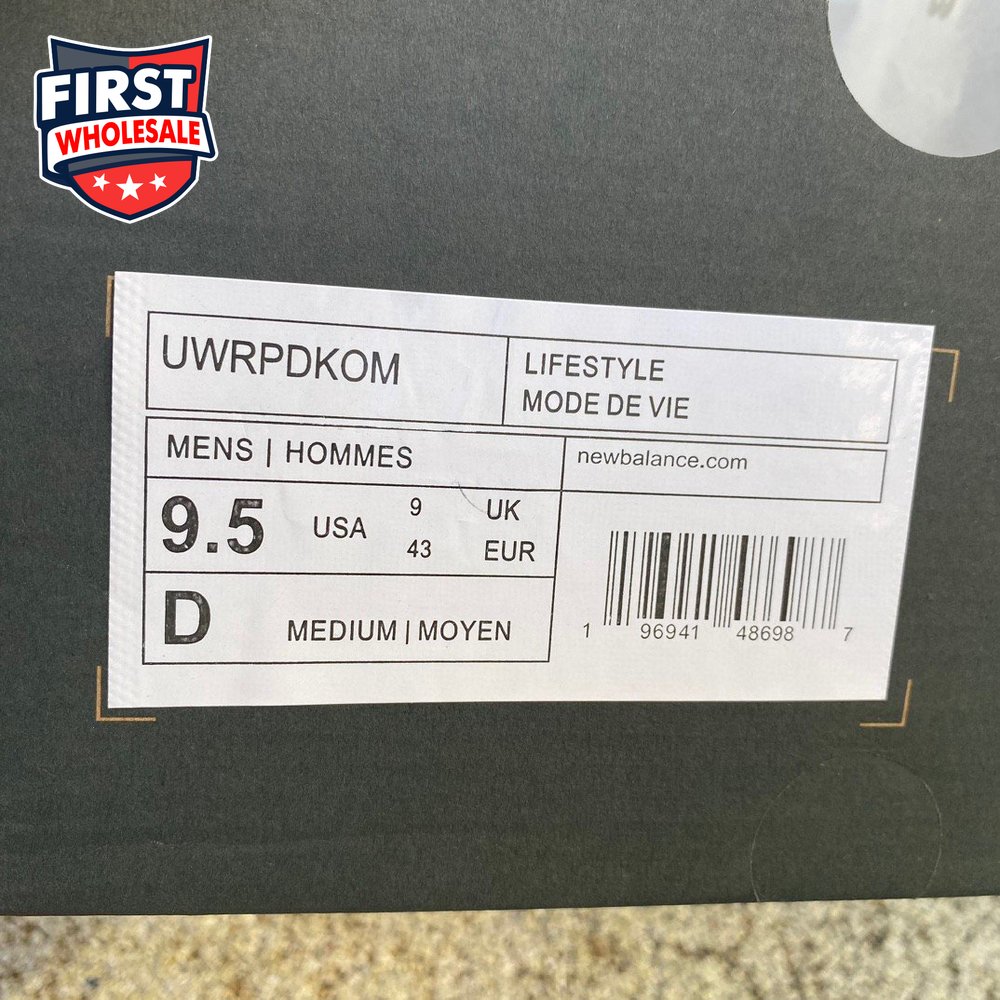 FIRST
WHOLESALE
UWRPDKOM
LIFESTYLE
MODE DE VIE
MENS | HOMMES
newbalance.com
9.5 USA 9 UK
43 EUR
D MEDIUM | MOYEN
1 96941 48698 7